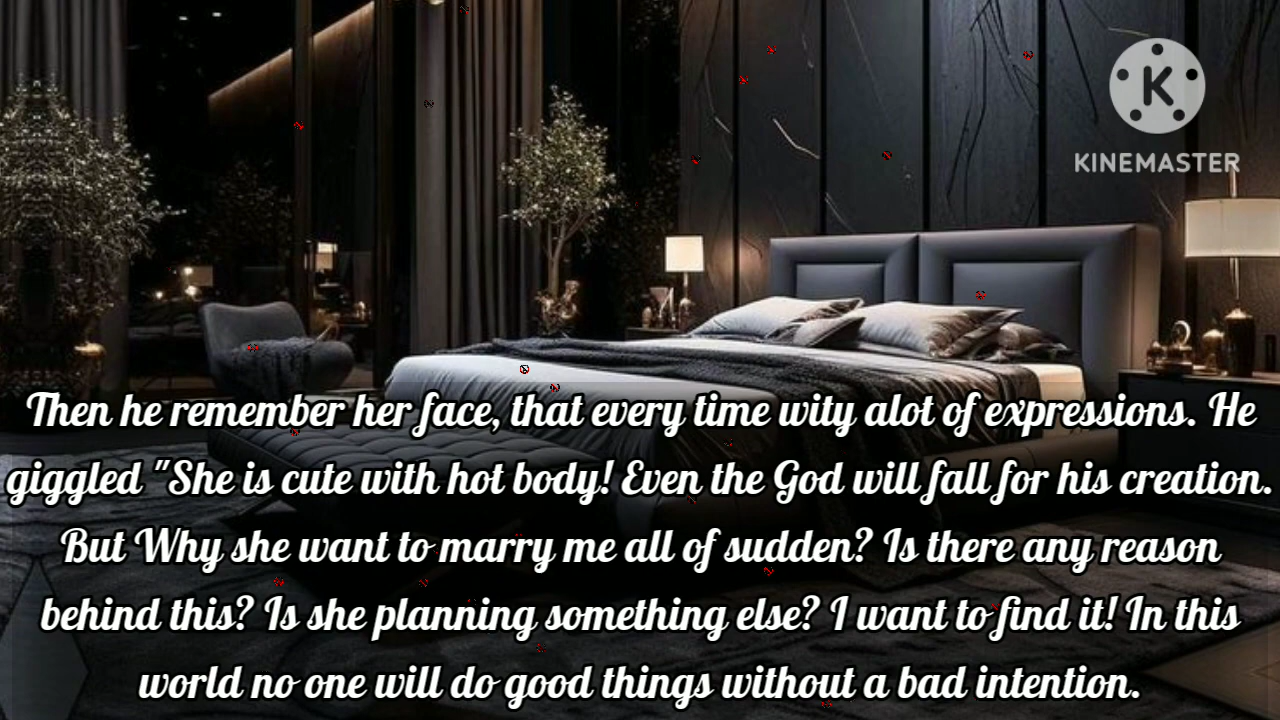 KINEMASTER
Then he remember her face, that every time wity alot of expressions. He
giggled "She is cute with hot body! Even the God will fall for his creation.
But Why she want to marry me all of sudden? Is there any reason
behind this? Is she planning something else? I want to find it! In this
world no one will do good things without a bad intention.